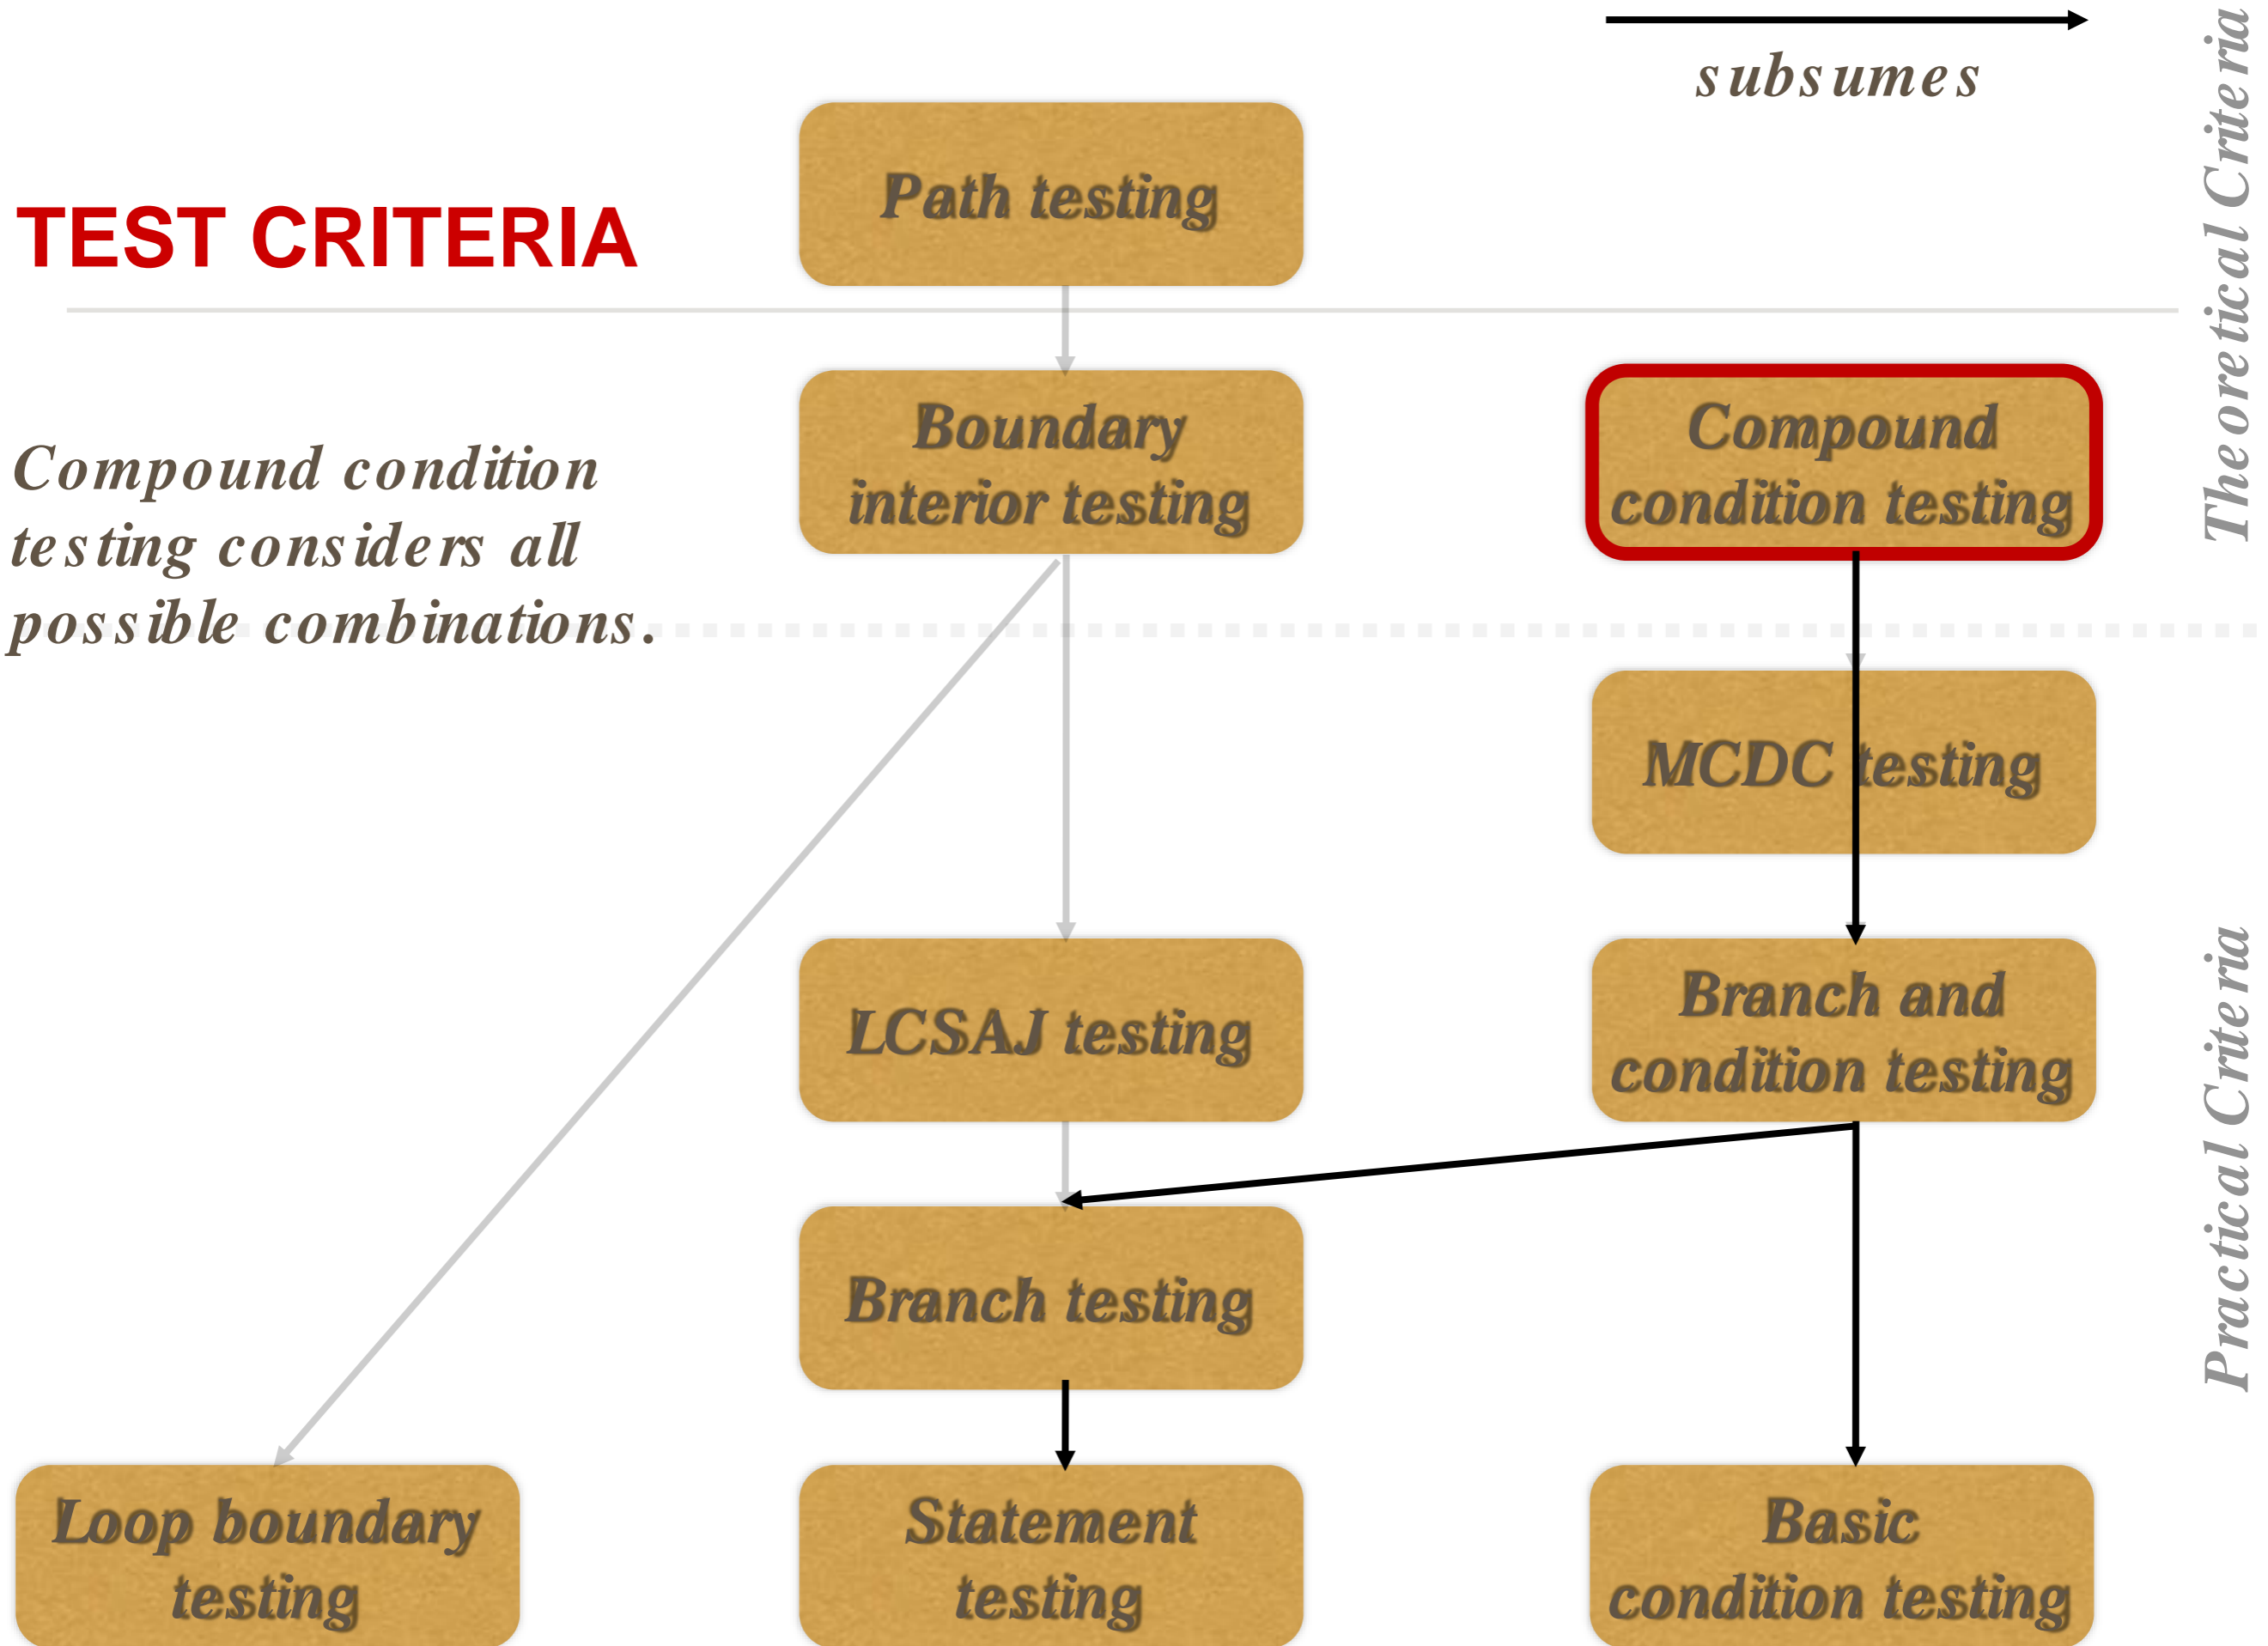 subsumes
Theoretical Criteria
Path testing
TEST CRITERIA
Boundary
interior testing
Compound
condition testing
Compound condition
testing considers all
possible combinations.
MCDC testing
Practical Criteria
LCSAJ testing
Branch and
condition testing
Branch testing
Loop boundary
testing
Statement
testing
Basic
condition testing